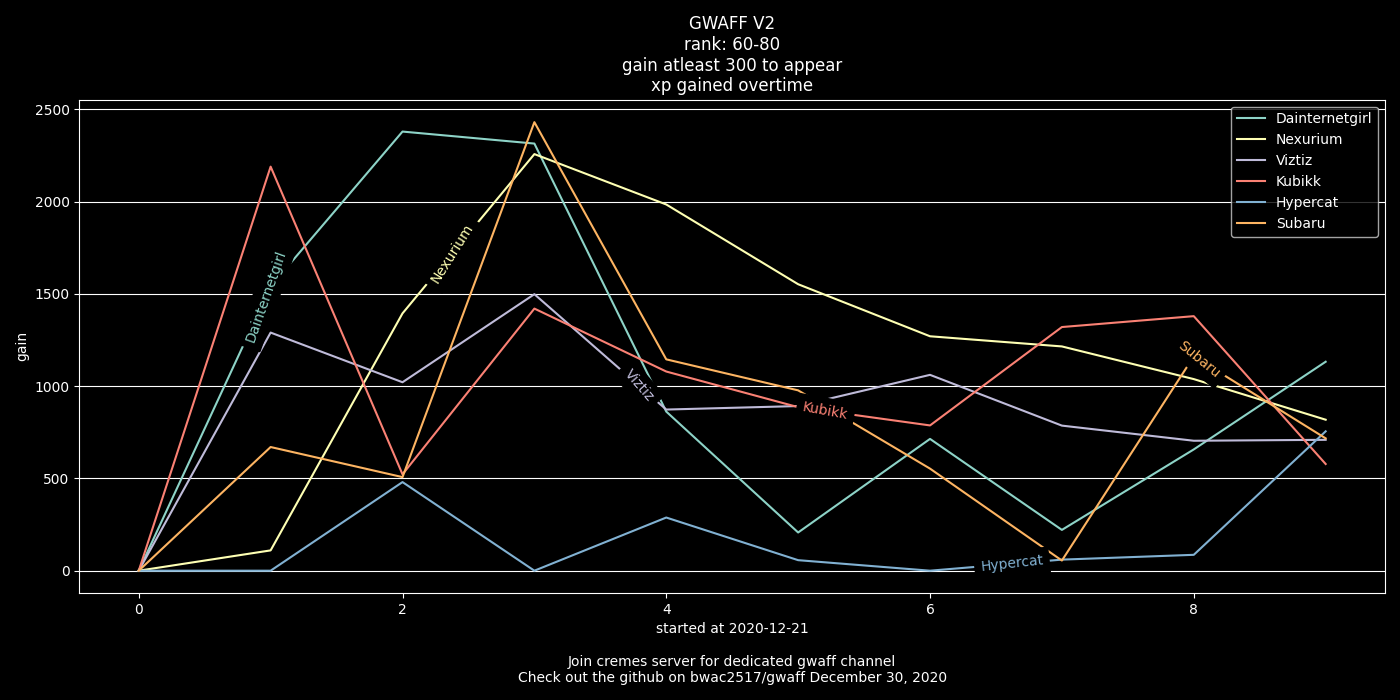 GWAFF V2
rank: 60-80
gain atleast 300 to appear
xp gained overtime
2500
2000
1500
1000
500
0
gain
Dainternetgirl
Nexurium
Viztiz
Kubikk
Hypercat
Subaru
Dainternetgirl
Nexurium
Viztiz
Kubikk
Hypercat
Subaru
0 2 4 6 8
started at 2020-12-21
Join cremes server for dedicated gwaff channel
Check out the github on bwac2517/gwaff December 30, 2020